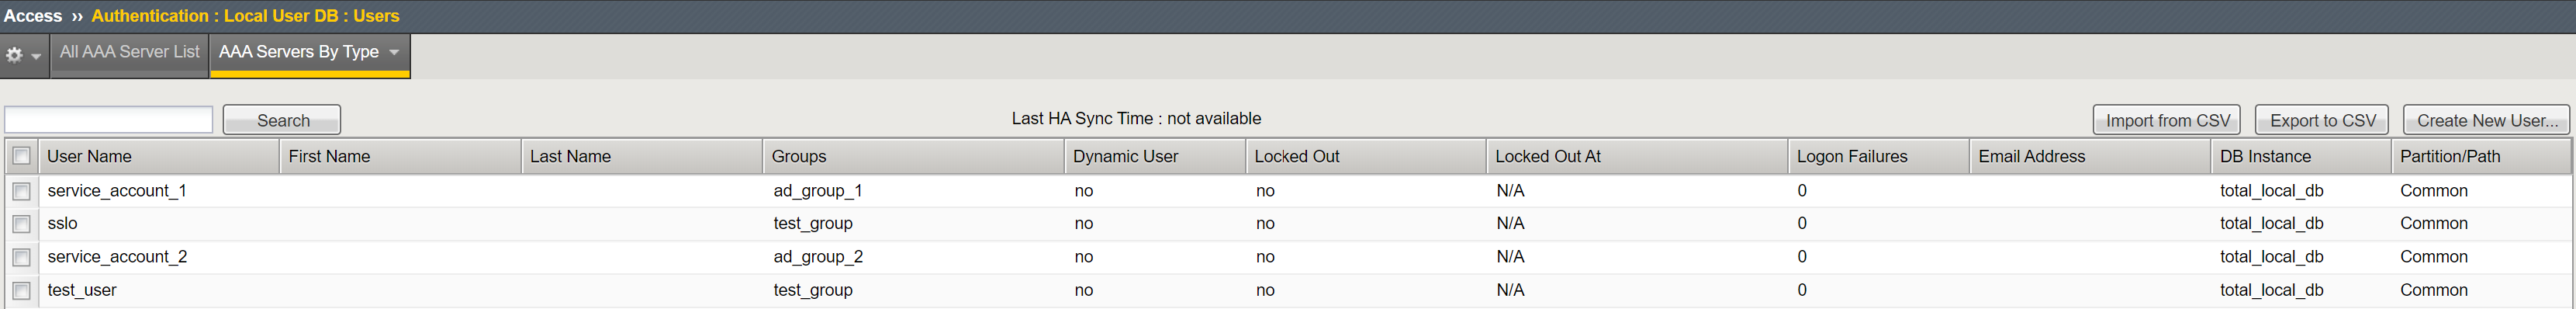 Access ›› Authentication : Local User DB : Users
All AAA Server List AAA Servers By Type
Search Last HA Sync Time : not available Import from CSV Export to CSV Create New User...
User Name First Name Last Name Groups Dynamic User Locked Out Locked Out At Logon Failures Email Address DB Instance Partition/Path
service_account_1 ad_group_1 no no N/A 0 total_local_db Common
sslo test_group no no N/A 0 total_local_db Common
service_account_2 ad_group_2 no no N/A 0 total_local_db Common
test_user test_group no no N/A 0 total_local_db Common